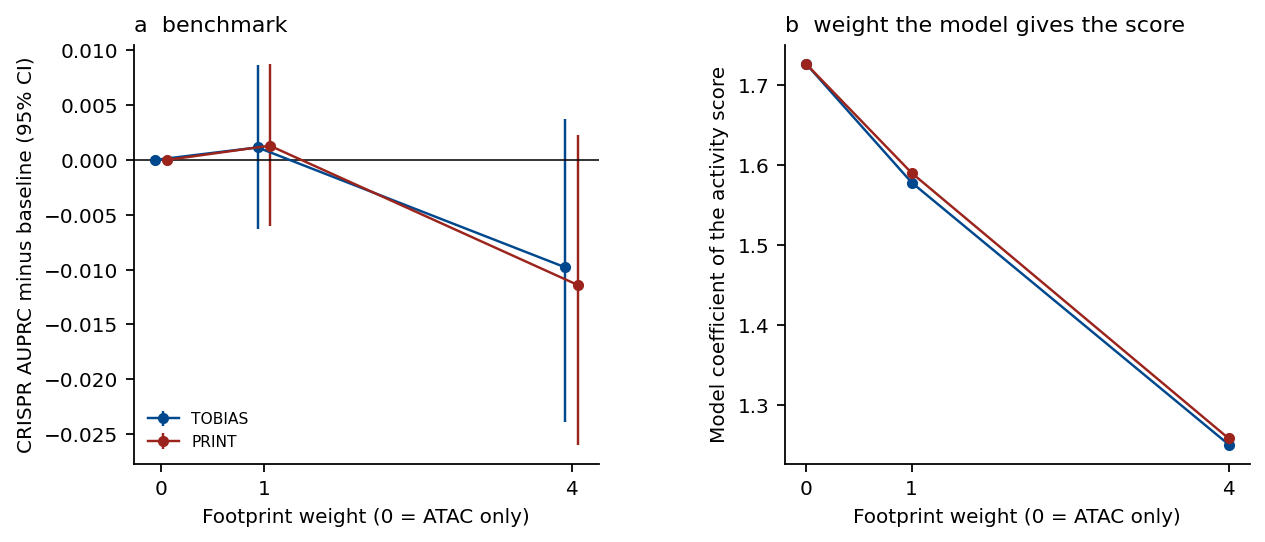 a  benchmark
CRISPR AUPRC minus baseline (95% CI)
0.010
0.005
0.000
−0.005
−0.010
−0.015
−0.020
−0.025
TOBIAS
PRINT
0 1 4
Footprint weight (0 = ATAC only)
b  weight the model gives the score
Model coefficient of the activity score
1.7
1.6
1.5
1.4
1.3
0 1 4
Footprint weight (0 = ATAC only)